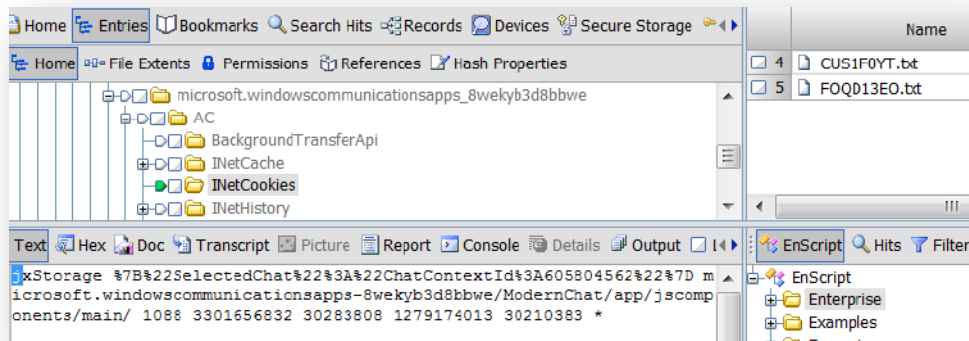 Home Entries Bookmarks Search Hits Records Devices Secure Storage
Home File Extents Permissions References Hash Properties
microsoft.windowscommunicationsapps_8wekyb3d8bbwe
AC
BackgroundTransferApi
INetCache
INetCookies
INetHistory
Name
4 CUS1F0YT.txt
5 FOQD13EO.txt
Text Hex Doc Transcript Picture Report Console Details Output
jxStorage %7B%22SelectedChat%22%3A%22ChatContextId%3A605804562%22%7D m
icrosoft.windowscommunicationsapps-8wekyb3d8bbwe/ModernChat/app/jscomp
onents/main/ 1088 3301656832 30283808 1279174013 30210383 *
EnScript Hits Filter
EnScript
Enterprise
Examples